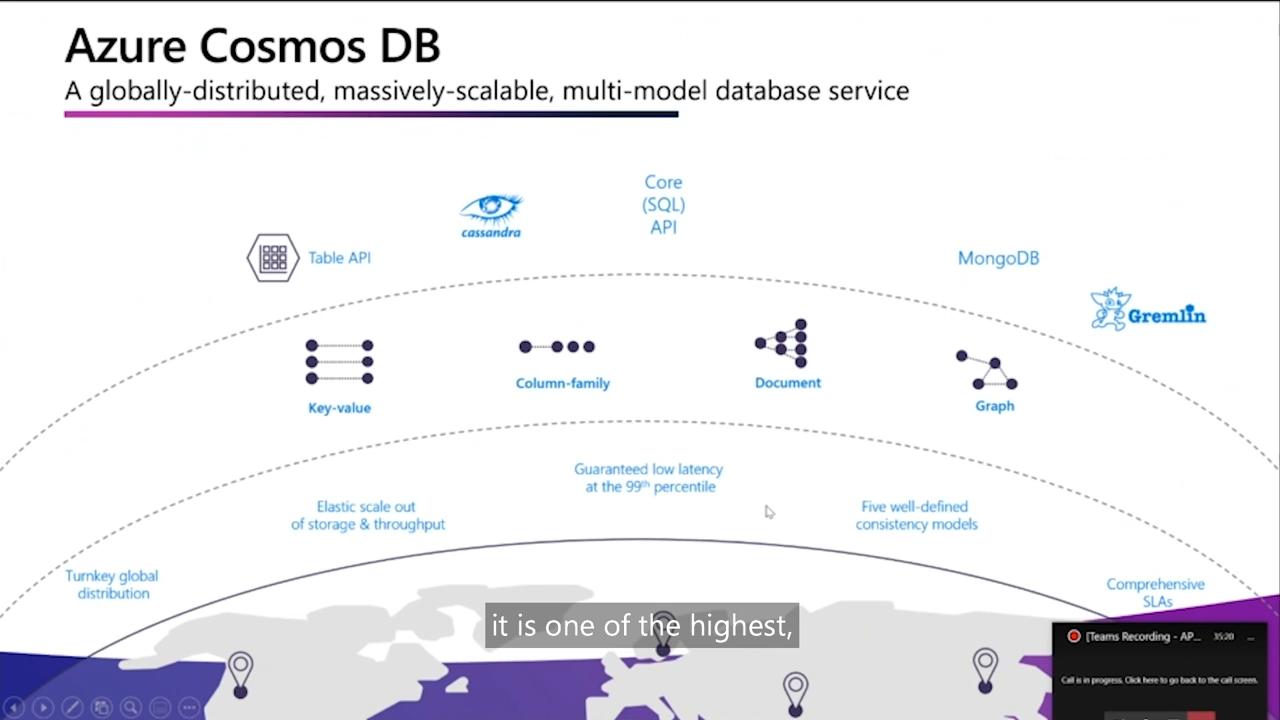 Azure Cosmos DB
A globally-distributed, massively-scalable, multi-model database service
Core
(SQL)
API
cassandra
Table API
MongoDB
Gremlin
Key-value
Column-family
Document
Graph
Guaranteed low latency
at the 99th percentile
Elastic scale out
of storage & throughput
Five well-defined
consistency models
Turnkey global
distribution
Comprehensive
SLAs
it is one of the highest,
[Teams Recording - AP... 35:20 ...
Call is in progress. Click here to go back to the call screen.